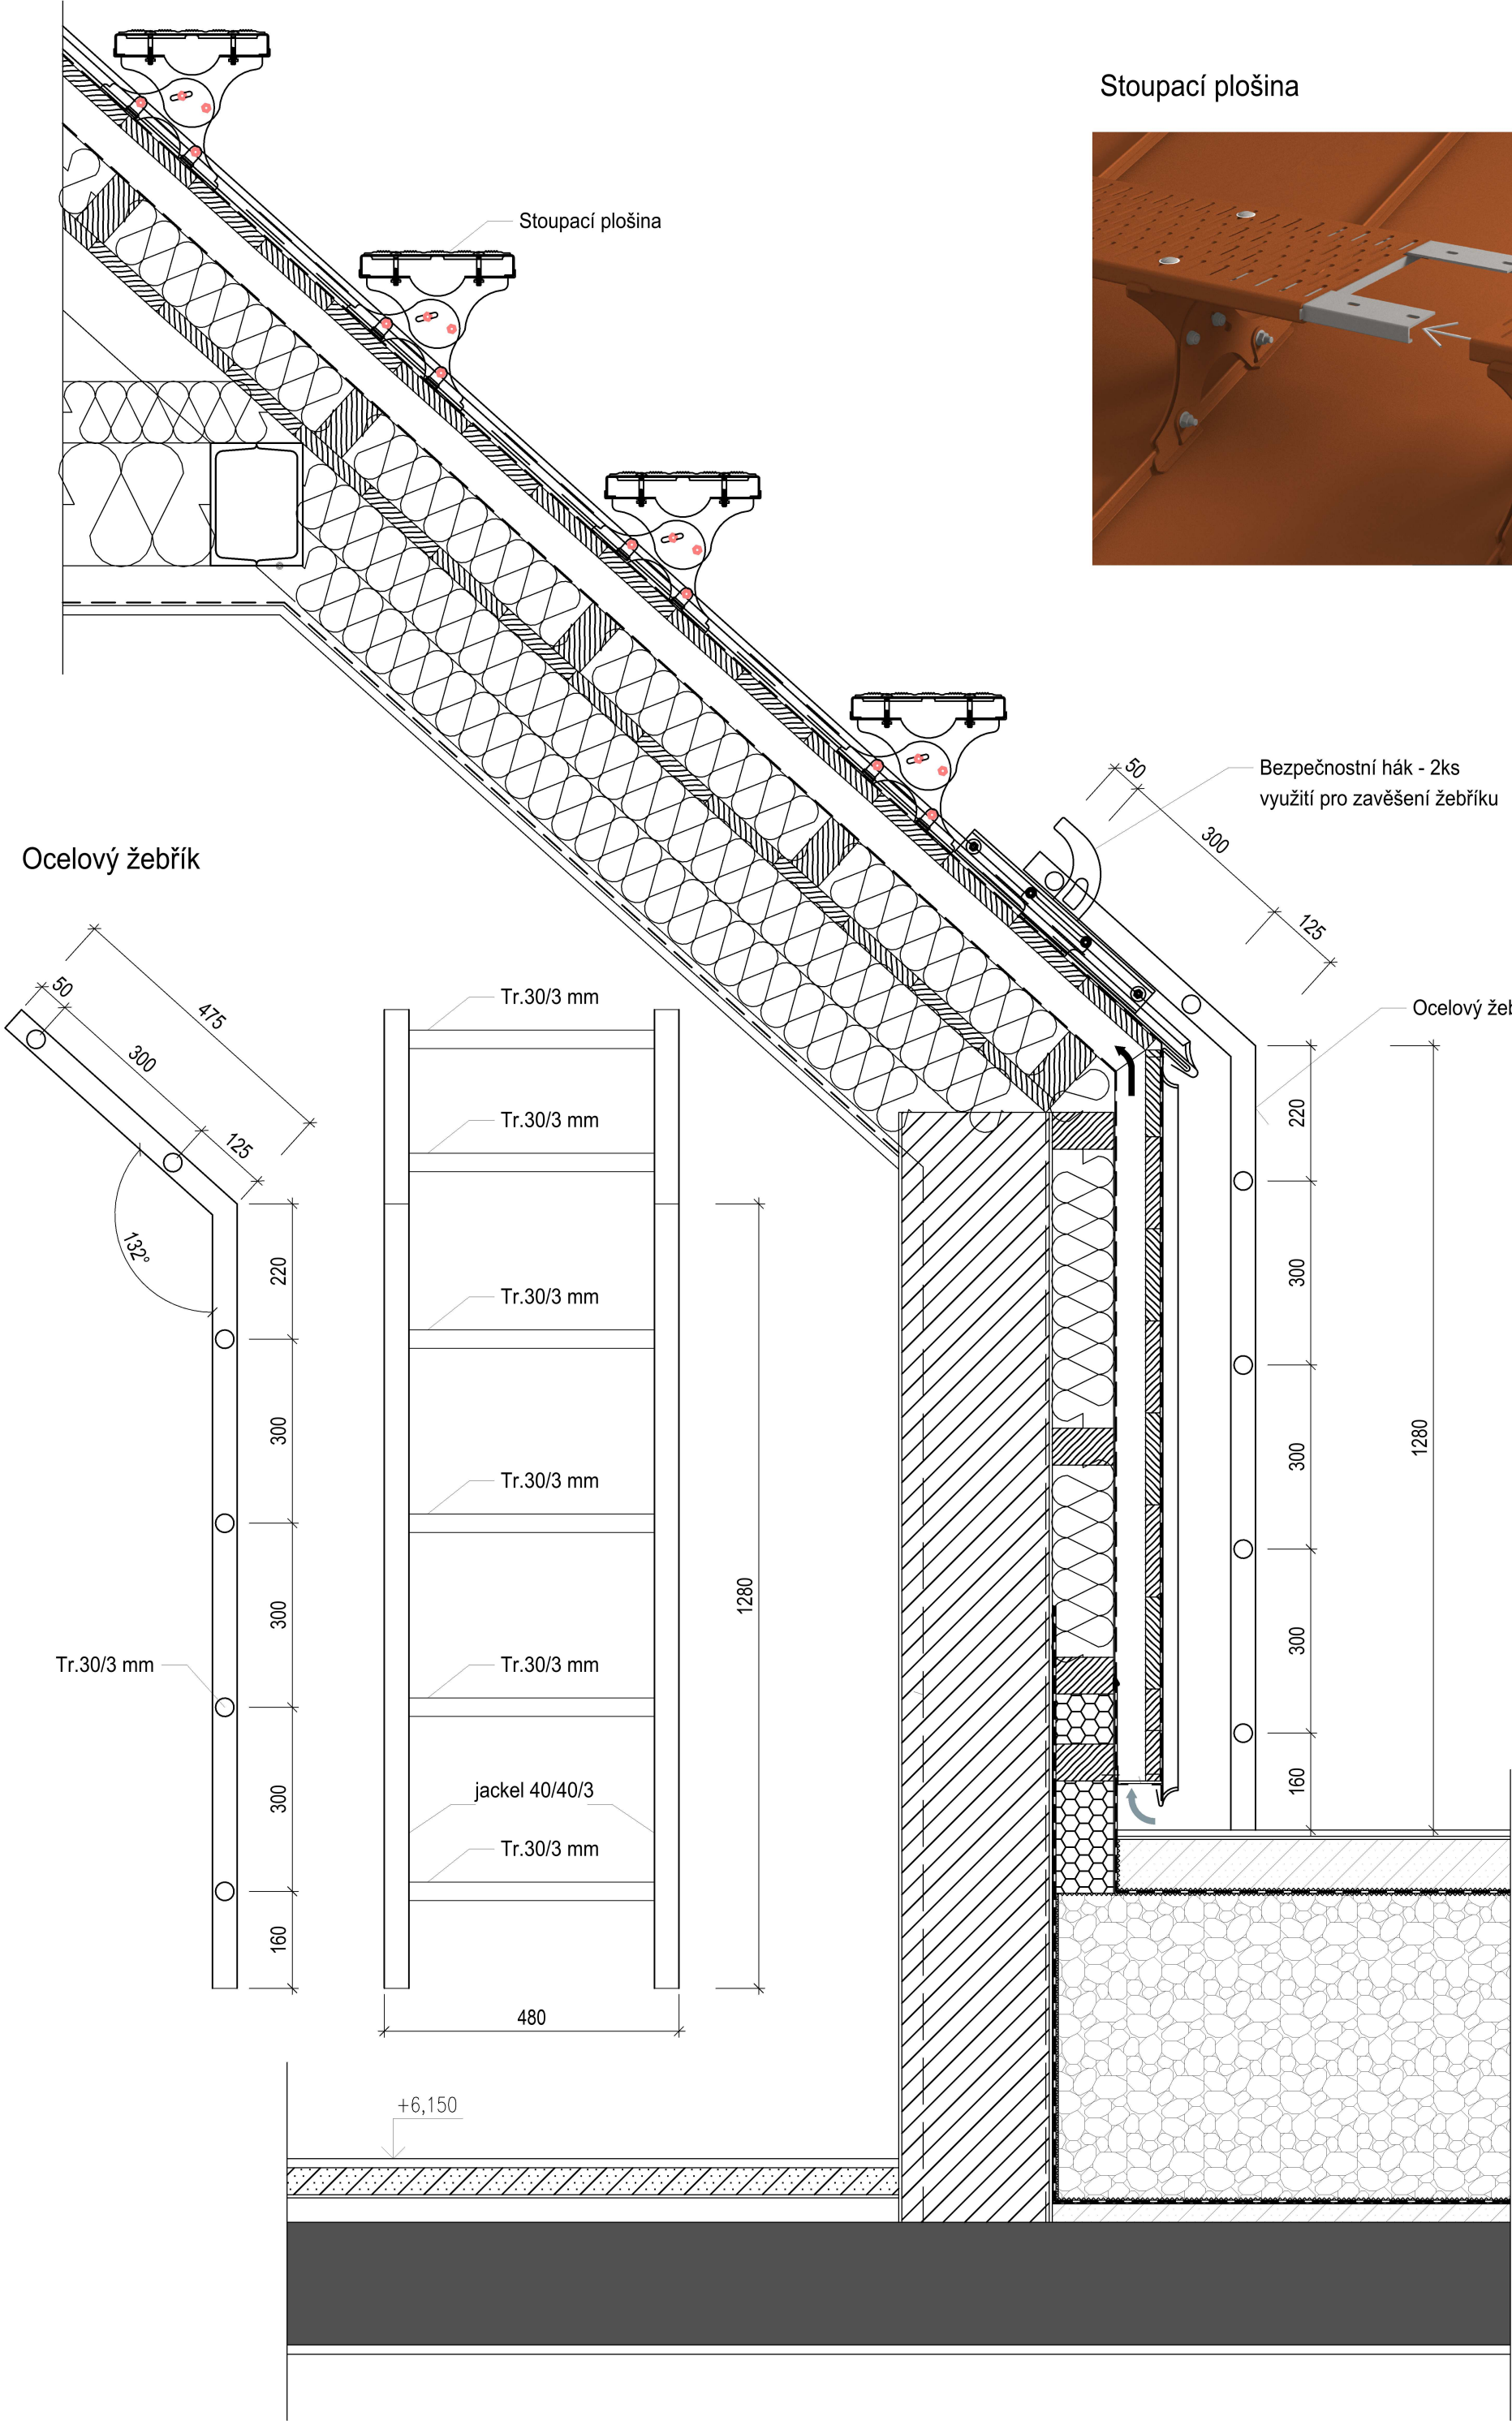 Stoupací plošina
Stoupací plošina
Bezpečnostní hák - 2ks
využití pro zavěšení žebříku
50
300
125
Ocelový žeb
Ocelový žebřík
475
50
300
125
132°
220
300
300
300
160
Tr.30/3 mm
Tr.30/3 mm
Tr.30/3 mm
Tr.30/3 mm
Tr.30/3 mm
Tr.30/3 mm
jackel 40/40/3
Tr.30/3 mm
1280
480
220
300
300
300
160
1280
+6,150